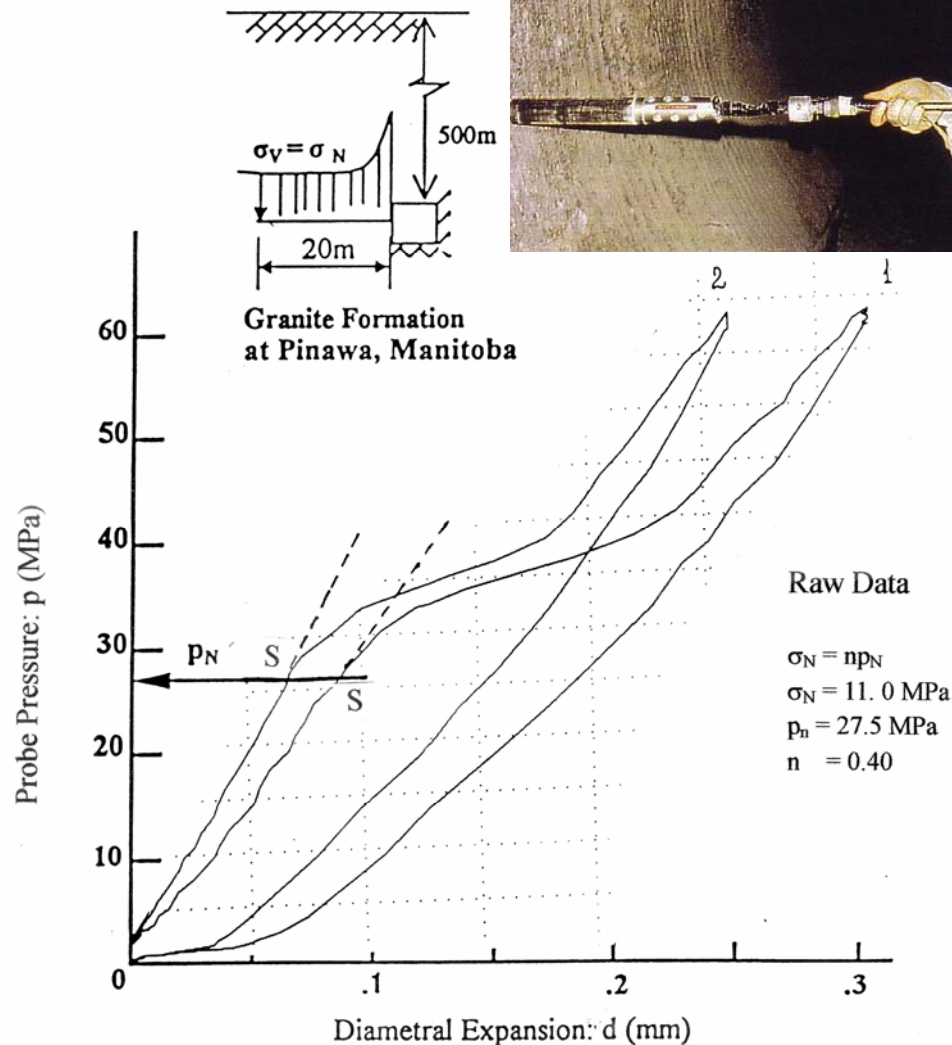 500m
σV = σN
20m
Granite Formation
at Pinawa, Manitoba
2
1
60
50
40
30
20
10
0
.1
.2
.3
pN
S
S
Raw Data
σN = npN
σN = 11. 0 MPa
pn = 27.5 MPa
n = 0.40
Probe Pressure: p (MPa)
Diametral Expansion: d (mm)